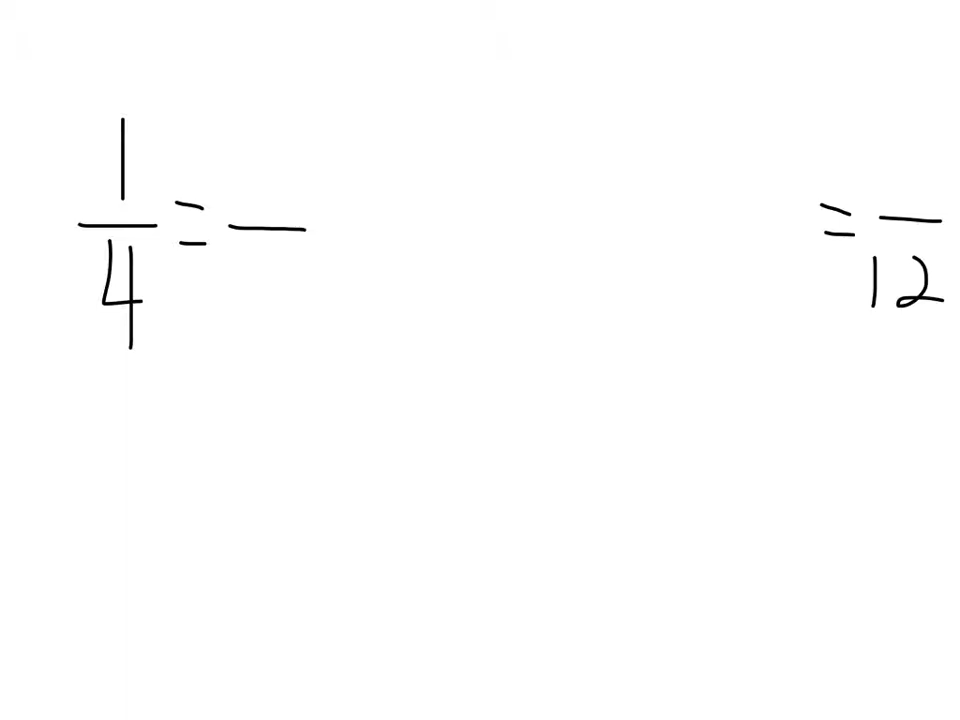 1/4 = — = —/12